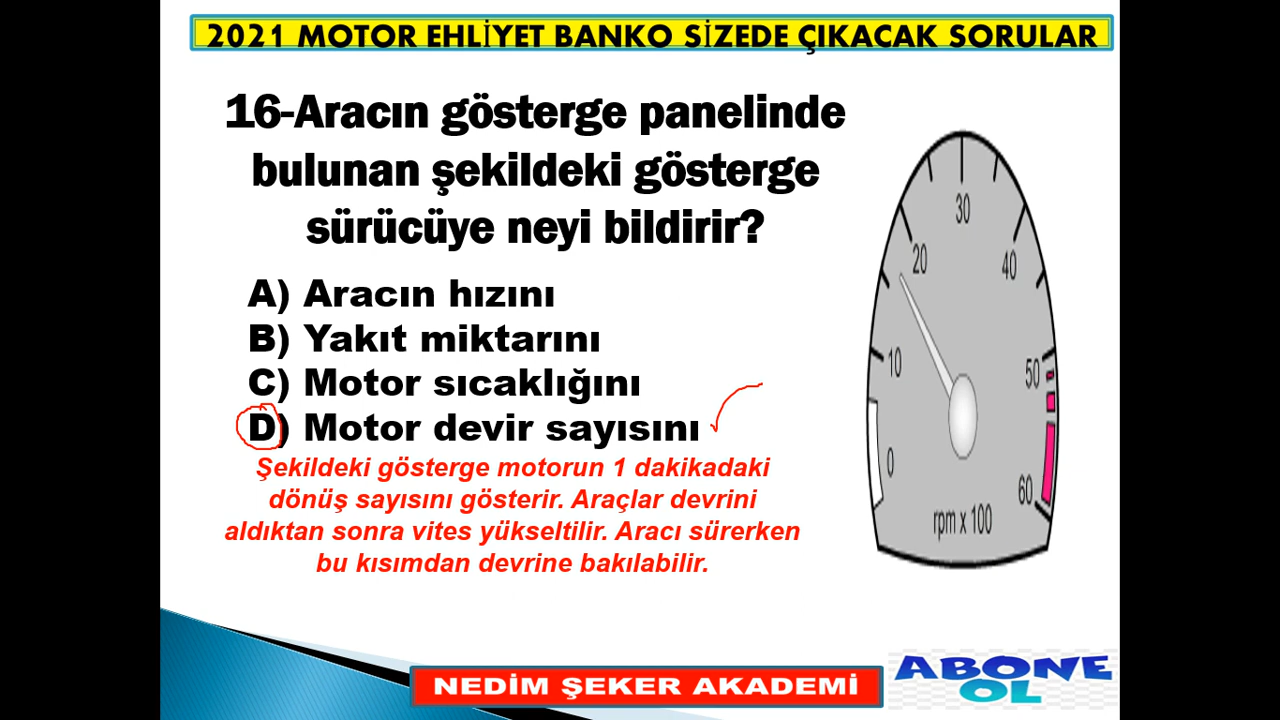 2021 MOTOR EHLİYET BANKO SİZEDE ÇIKACAK SORULAR
16-Aracın gösterge panelinde
bulunan şekildeki gösterge
sürücüye neyi bildirir?
A) Aracın hızını
B) Yakıt miktarını
C) Motor sıcaklığını
D) Motor devir sayısını
Şekildeki gösterge motorun 1 dakikadaki
dönüş sayısını gösterir. Araçlar devrini
aldıktan sonra vites yükseltilir. Aracı sürerken
bu kısımdan devrine bakılabilir.
0
10
20
30
40
50
60
rpm x 100
NEDİM ŞEKER AKADEMİ
ABONE
OL